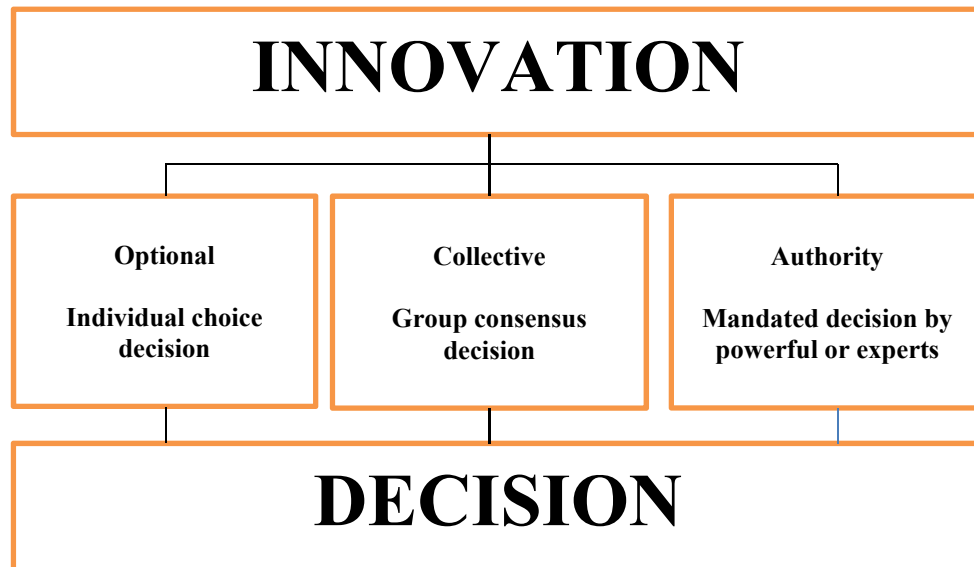 INNOVATION
Optional
Individual choice
decision
Collective
Group consensus
decision
Authority
Mandated decision by
powerful or experts
DECISION